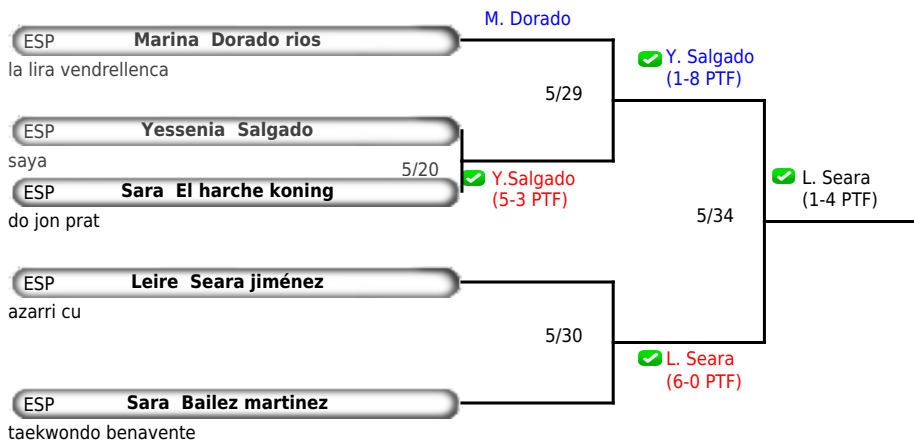 M. Dorado
ESP Marina Dorado rios
la lira vendrellenca
Y. Salgado
(1-8 PTF)
5/29
ESP Yessenia Salgado
saya
5/20
Y.Salgado
(5-3 PTF)
ESP Sara El harche koning
do jon prat
L. Seara
(1-4 PTF)
5/34
ESP Leire Seara jiménez
azarri cu
5/30
L. Seara
(6-0 PTF)
ESP Sara Bailez martinez
taekwondo benavente